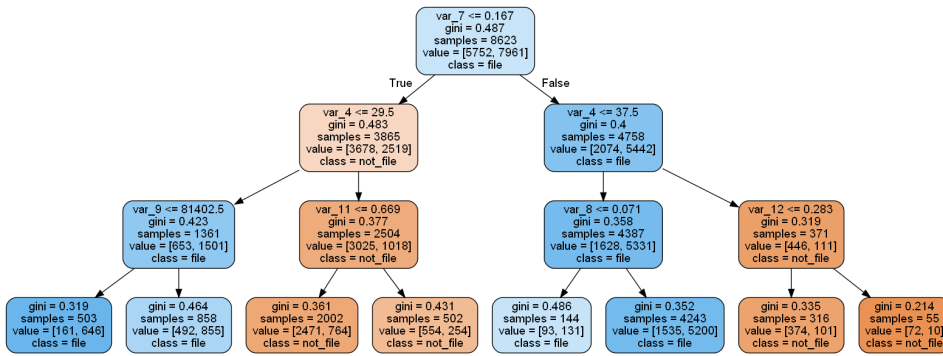 var_7 <= 0.167
gini = 0.487
samples = 8623
value = [5752, 7961]
class = file
True
False
var_4 <= 29.5
gini = 0.483
samples = 3865
value = [3678, 2519]
class = not_file
var_4 <= 37.5
gini = 0.4
samples = 4758
value = [2074, 5442]
class = file
var_9 <= 81402.5
gini = 0.423
samples = 1361
value = [653, 1501]
class = file
var_11 <= 0.669
gini = 0.377
samples = 2504
value = [3025, 1018]
class = not_file
var_8 <= 0.071
gini = 0.358
samples = 4387
value = [1628, 5331]
class = file
var_12 <= 0.283
gini = 0.319
samples = 371
value = [446, 111]
class = not_file
gini = 0.319
samples = 503
value = [161, 646]
class = file
gini = 0.464
samples = 858
value = [492, 855]
class = file
gini = 0.361
samples = 2002
value = [2471, 764]
class = not_file
gini = 0.431
samples = 502
value = [554, 254]
class = not_file
gini = 0.486
samples = 144
value = [93, 131]
class = file
gini = 0.352
samples = 4243
value = [1535, 5200]
class = file
gini = 0.335
samples = 316
value = [374, 101]
class = not_file
gini = 0.214
samples = 55
value = [72, 10]
class = not_file